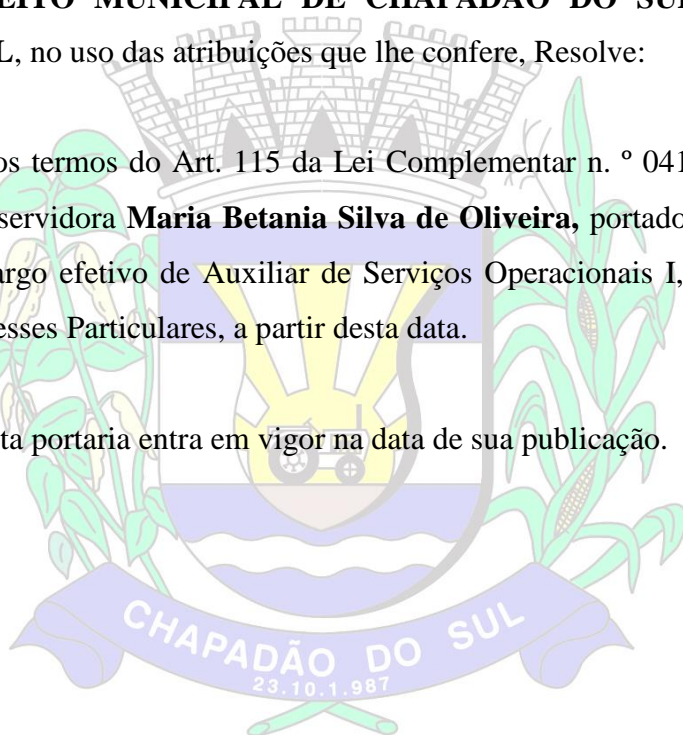 EITO MUNICIPAL DE CHAPADÃO DO SUL
L, no uso das atribuições que lhe confere, Resolve:
os termos do Art. 115 da Lei Complementar n. º 041
servidora Maria Betania Silva de Oliveira, portado
argo efetivo de Auxiliar de Serviços Operacionais I,
esses Particulares, a partir desta data.
ta portaria entra em vigor na data de sua publicação.
CHAPADÃO DO SUL
23.10.1.987